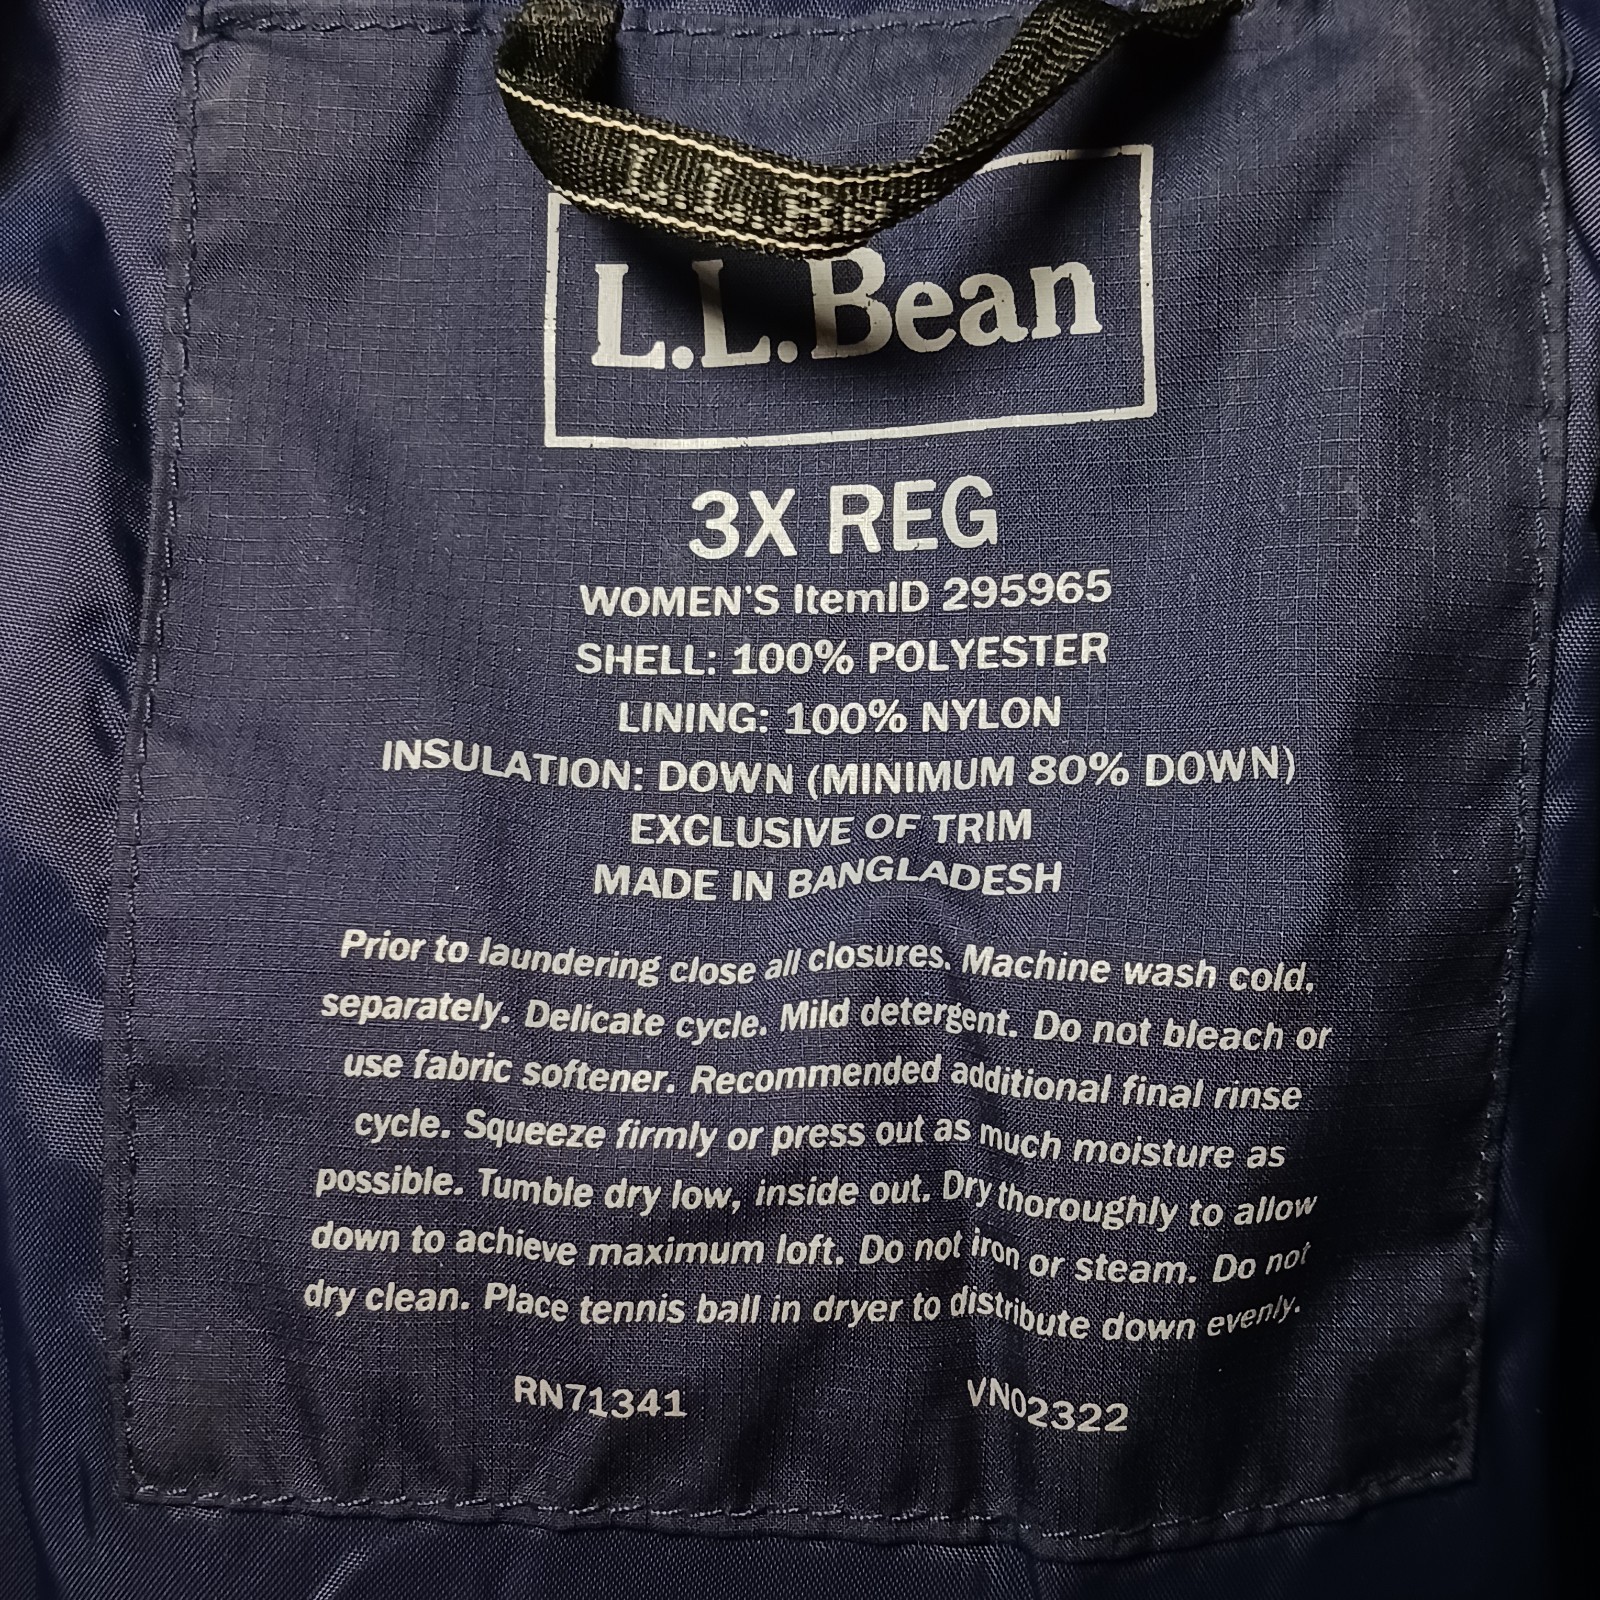 L.L.Bean
L.L.Bean
3X REG
WOMEN'S ItemID 295965
SHELL: 100% POLYESTER
LINING: 100% NYLON
INSULATION: DOWN (MINIMUM 80% DOWN)
EXCLUSIVE OF TRIM
MADE IN BANGLADESH
Prior to laundering close all closures. Machine wash cold,
separately. Delicate cycle. Mild detergent. Do not bleach or
use fabric softener. Recommended additional final rinse
cycle. Squeeze firmly or press out as much moisture as
possible. Tumble dry low, inside out. Dry thoroughly to allow
down to achieve maximum loft. Do not iron or steam. Do not
dry clean. Place tennis ball in dryer to distribute down evenly.
RN71341 VN02322